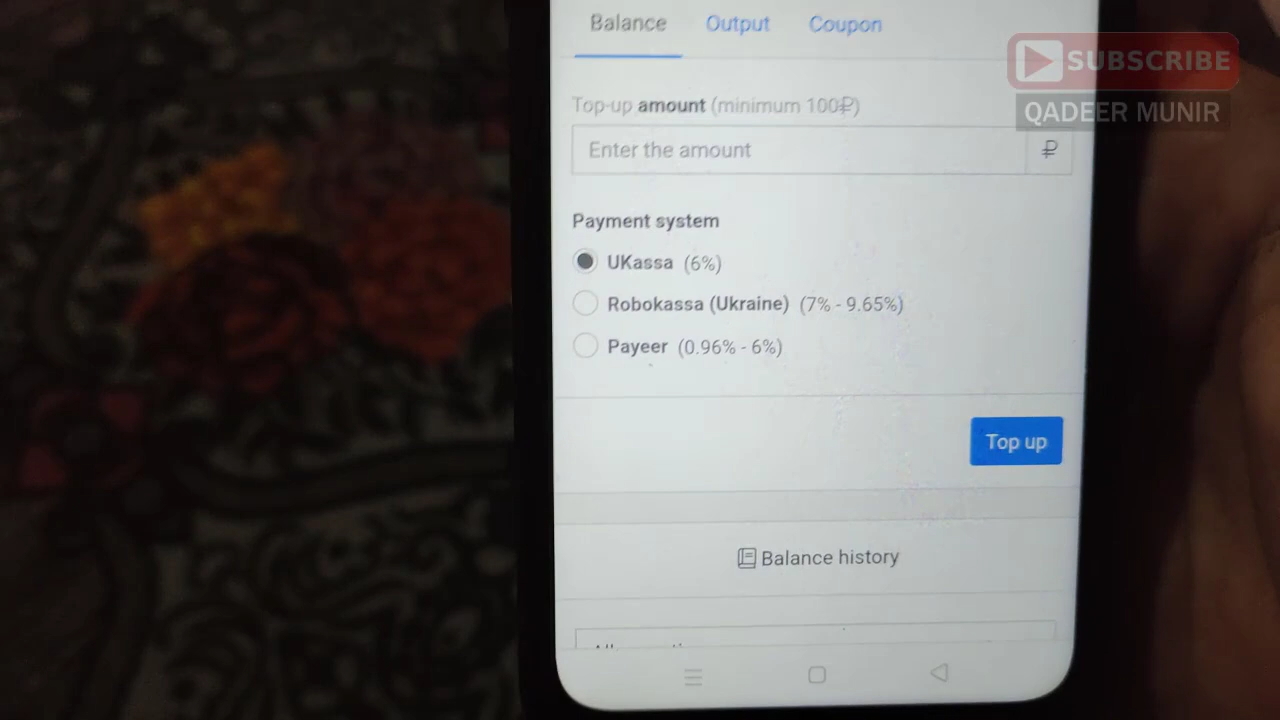 Balance Output Coupon
SUBSCRIBE
QADEER MUNIR
Top-up amount (minimum 100₽)
Enter the amount ₽
Payment system
UKassa (6%)
Robokassa (Ukraine) (7% - 9.65%)
Payeer (0.96% - 6%)
Top up
Balance history